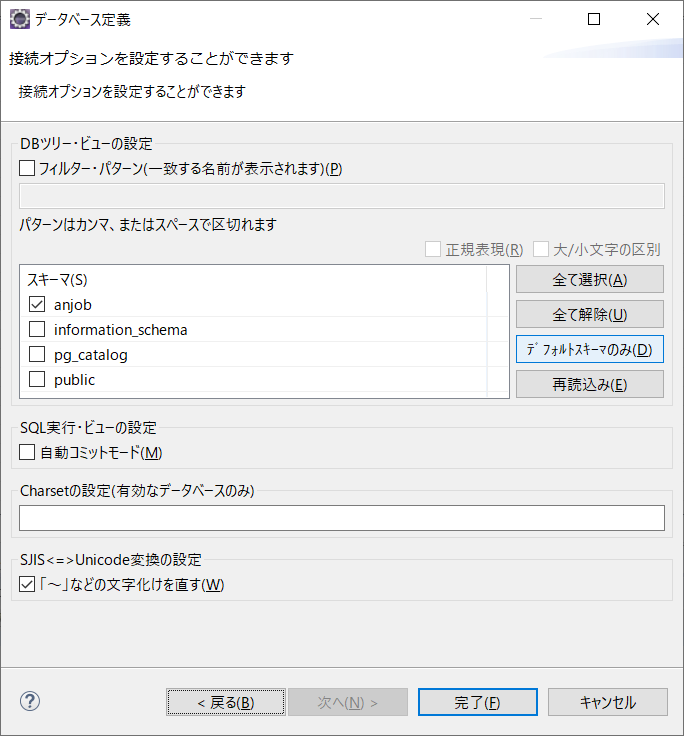 データベース定義
接続オプションを設定することができます
接続オプションを設定することができます
DBツリー・ビューの設定
フィルター・パターン(一致する名前が表示されます)(P)
パターンはカンマ、またはスペースで区切れます
正規表現(R) 大/小文字の区別
スキーマ(S)
全て選択(A)
anjob
information_schema
全て解除(U)
pg_catalog
ﾃﾞﾌｫﾙﾄｽｷｰﾏのみ(D)
public
再読込み(E)
SQL実行・ビューの設定
自動コミットモード(M)
Charsetの設定(有効なデータベースのみ)
SJIS<=>Unicode変換の設定
「～」などの文字化けを直す(W)
?
< 戻る(B) 次へ(N) > 完了(F) キャンセル